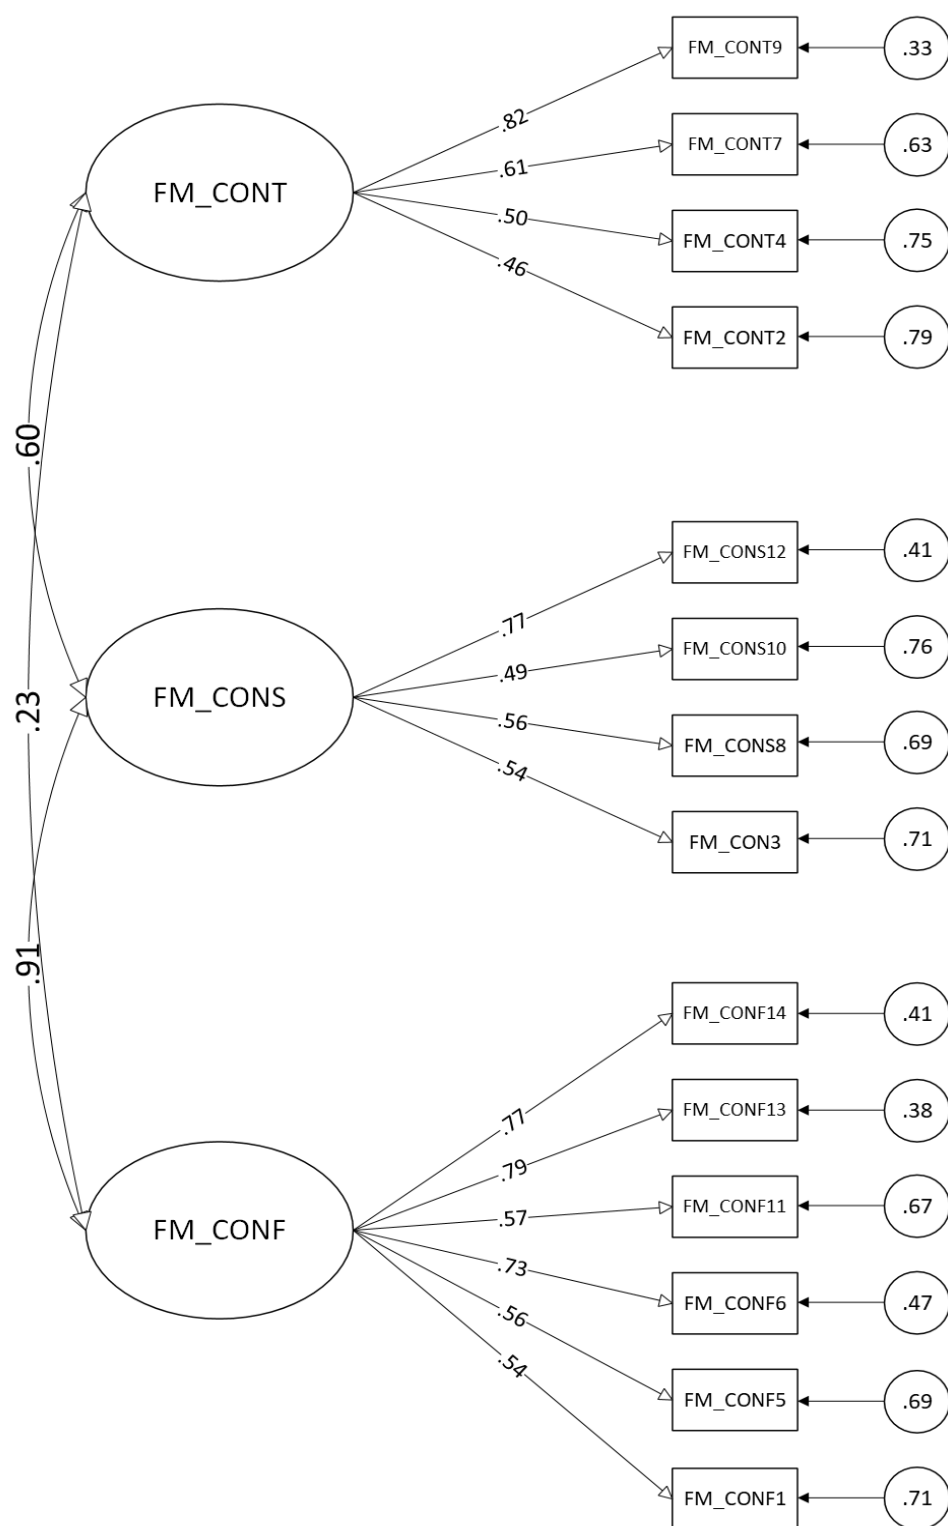 FM_CONT9
.33
.82
FM_CONT7
.63
.61
FM_CONT
.50
FM_CONT4
.75
.46
FM_CONT2
.79
.60
FM_CONS12
.41
.77
FM_CONS10
.76
.49
FM_CONS
.23
.56
FM_CONS8
.69
.54
FM_CON3
.71
.91
FM_CONF14
.41
.77
FM_CONF13
.38
.79
FM_CONF11
.67
.57
FM_CONF
.73
FM_CONF6
.47
.56
FM_CONF5
.69
.54
FM_CONF1
.71